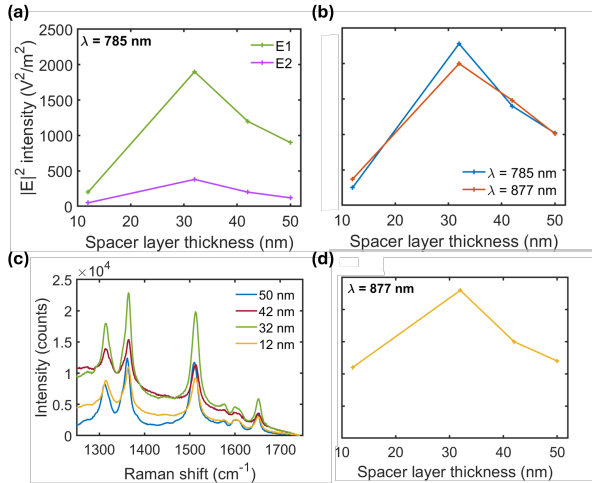 (a)
λ = 785 nm
E1
E2
|E|² intensity (V²/m²)
2500
2000
1500
1000
500
0
10 20 30 40 50
Spacer layer thickness (nm)
(b)
λ = 785 nm
λ = 877 nm
10 20 30 40 50
Spacer layer thickness (nm)
(c)
×10⁴
50 nm
42 nm
32 nm
12 nm
Intensity (counts)
2.5
2
1.5
1
0.5
0
1300 1400 1500 1600 1700
Raman shift (cm⁻¹)
(d)
λ = 877 nm
10 20 30 40 50
Spacer layer thickness (nm)